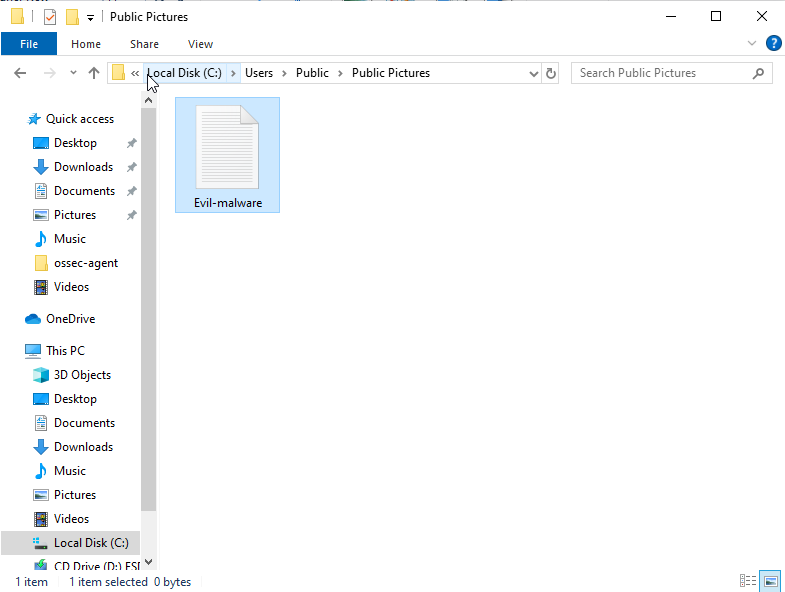 Public Pictures
File Home Share View
« Local Disk (C:) > Users > Public > Public Pictures
Search Public Pictures
Quick access
Desktop
Downloads
Documents
Pictures
Music
ossec-agent
Videos
OneDrive
This PC
3D Objects
Desktop
Documents
Downloads
Music
Pictures
Videos
Local Disk (C:)
CD Drive (D:) ESI
Evil-malware
1 item 1 item selected 0 bytes